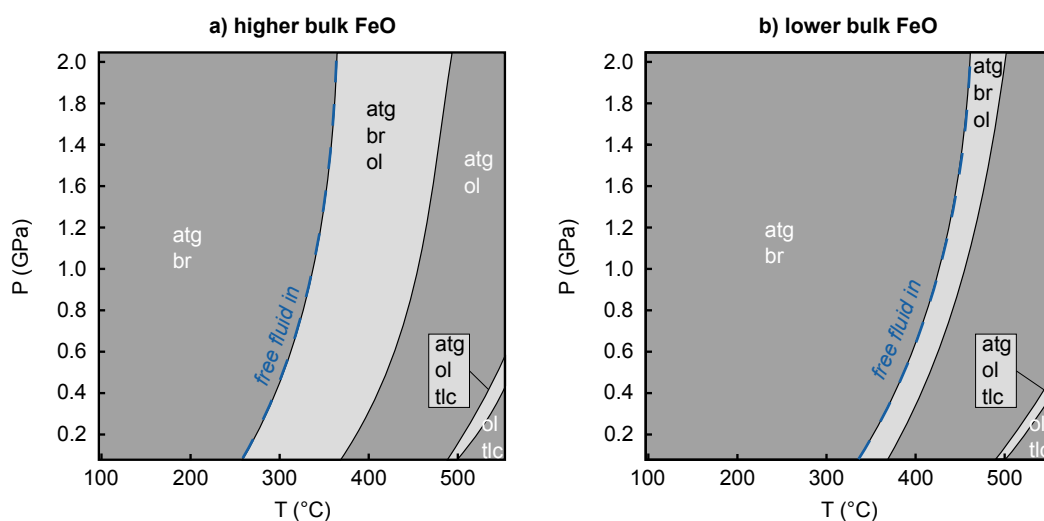 a) higher bulk FeO
2.0
1.8
1.4
1.6
1.2
1.0
0.8
0.6
0.4
0.2
P (GPa)
100
200
300
400
500
T (°C)
atg
br
free fluid in
atg
br
ol
atg
ol
atg
ol
tlc
ol
tlc
b) lower bulk FeO
2.0
1.8
1.4
1.6
1.2
1.0
0.8
0.6
0.4
0.2
P (GPa)
100
200
300
400
500
T (°C)
atg
br
free fluid in
atg
br
ol
atg
ol
atg
ol
tlc
ol
tlc